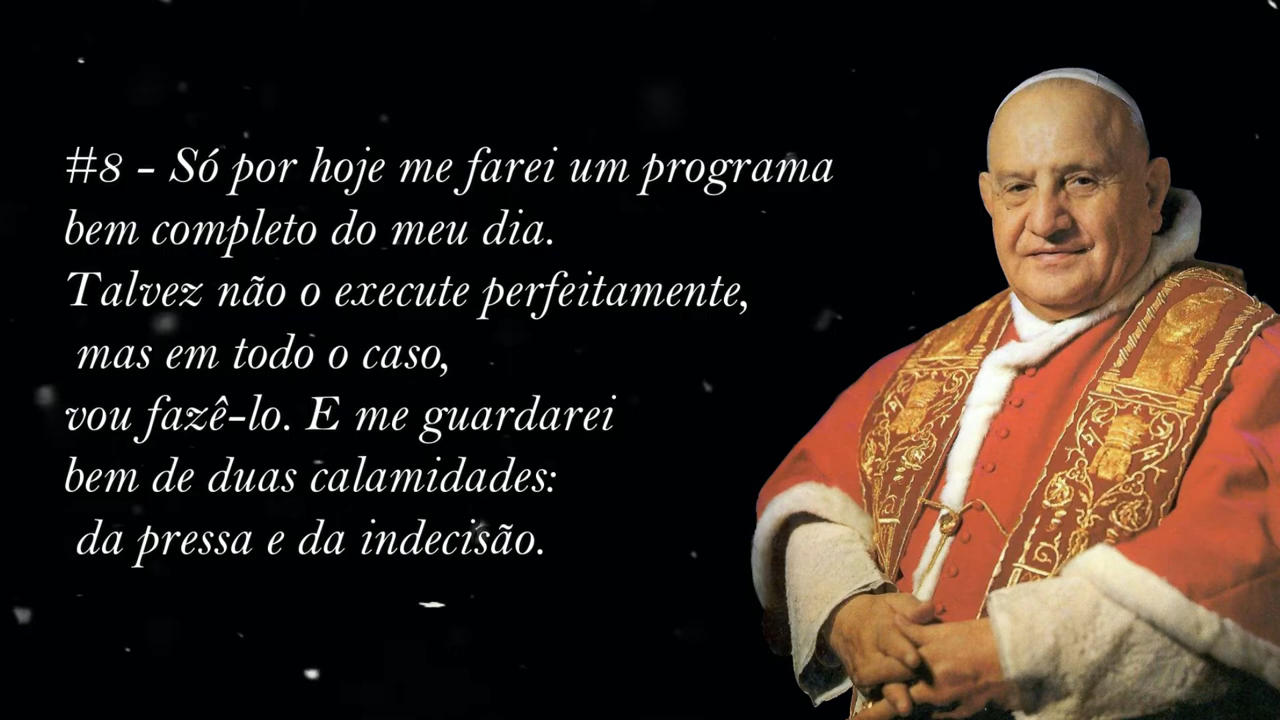 #8 - Só por hoje me farei um programa
bem completo do meu dia.
Talvez não o execute perfeitamente,
mas em todo o caso,
vou fazê-lo. E me guardarei
bem de duas calamidades:
da pressa e da indecisão.